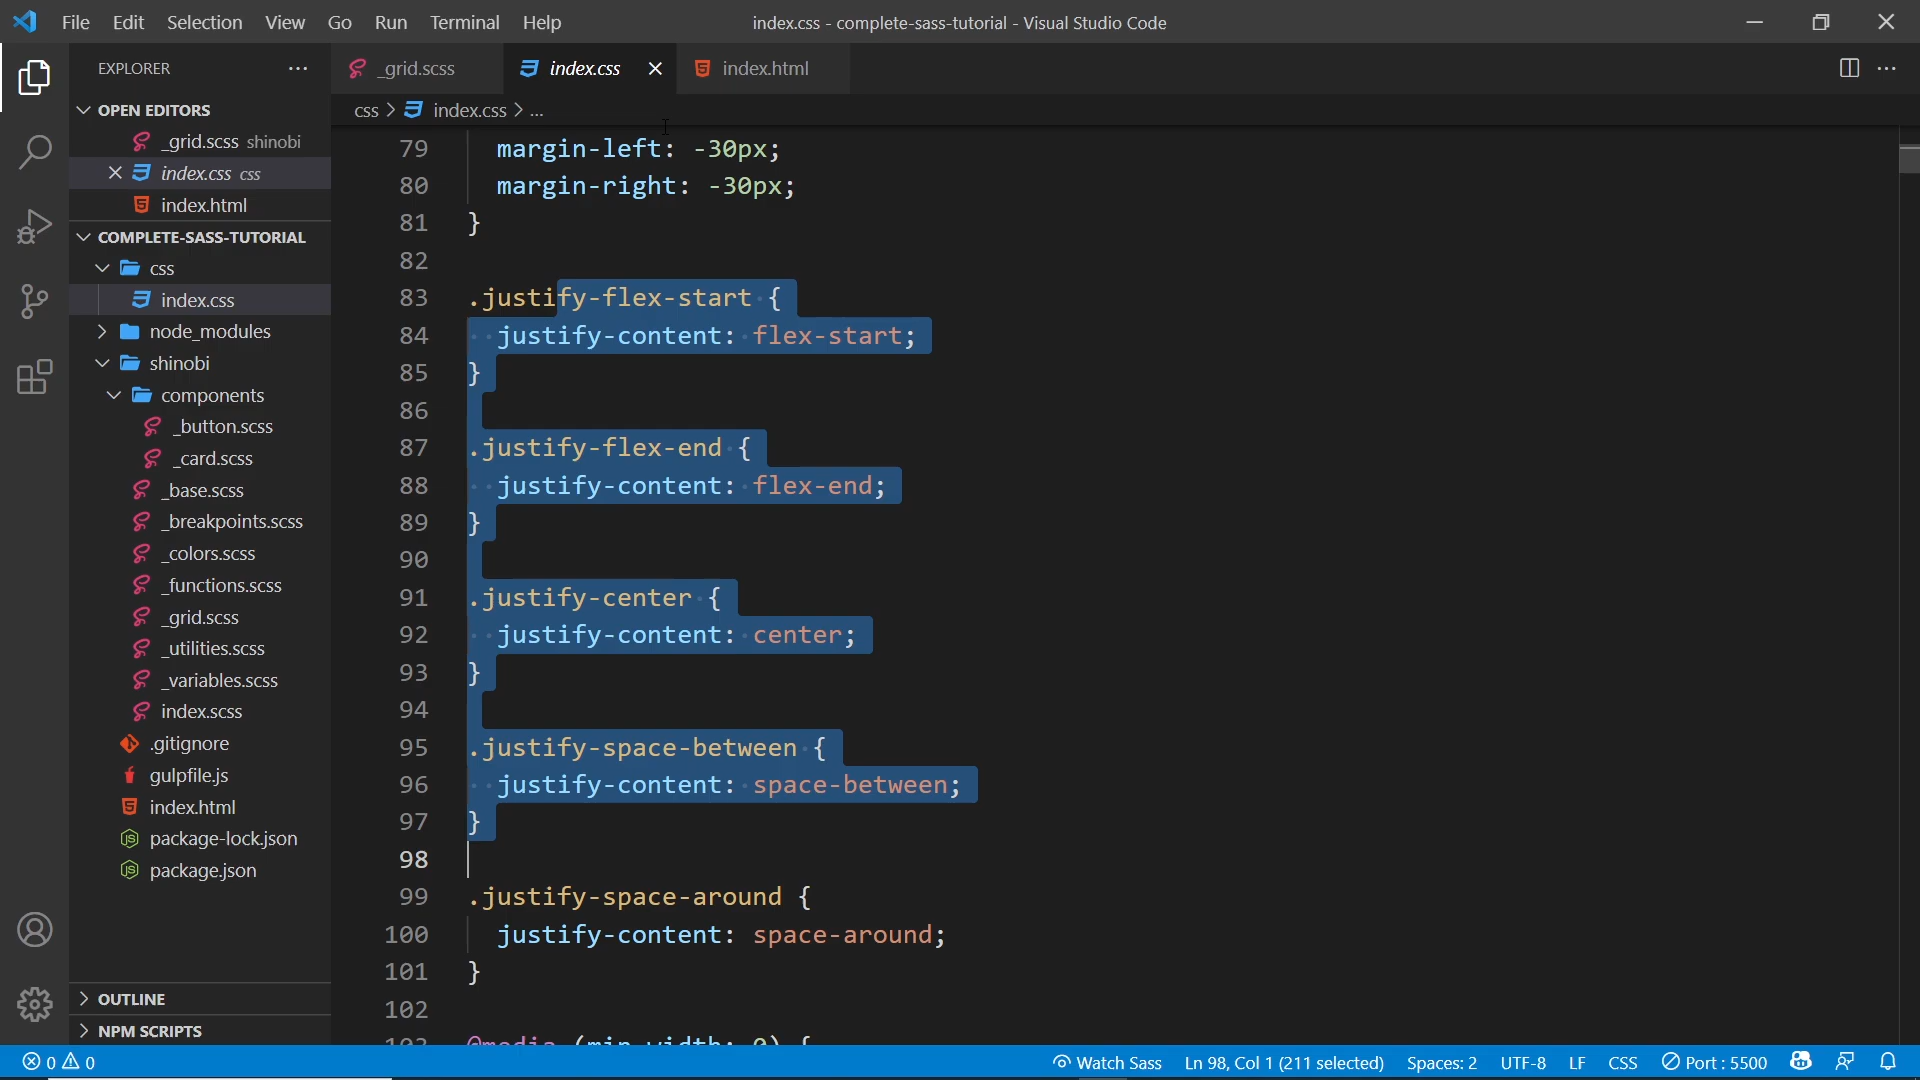 File Edit Selection View Go Run Terminal Help
index.css - complete-sass-tutorial - Visual Studio Code
EXPLORER
_grid.scss
index.css
index.html
OPEN EDITORS
_grid.scss shinobi
index.css css
index.html
COMPLETE-SASS-TUTORIAL
css
index.css
node_modules
shinobi
components
_button.scss
_card.scss
_base.scss
_breakpoints.scss
_colors.scss
_functions.scss
_grid.scss
_utilities.scss
_variables.scss
index.scss
.gitignore
gulpfile.js
index.html
package-lock.json
package.json
OUTLINE
NPM SCRIPTS
css > index.css > ...
79 margin-left: -30px;
80 margin-right: -30px;
81 }
82
83 .justify-flex-start {
84 justify-content: flex-start;
85 }
86
87 .justify-flex-end {
88 justify-content: flex-end;
89 }
90
91 .justify-center {
92 justify-content: center;
93 }
94
95 .justify-space-between {
96 justify-content: space-between;
97 }
98
99 .justify-space-around {
100 justify-content: space-around;
101 }
102
103 @media (min-width: 0) {
0 0
Watch Sass
Ln 98, Col 1 (211 selected)
Spaces: 2
UTF-8
LF
CSS
Port : 5500